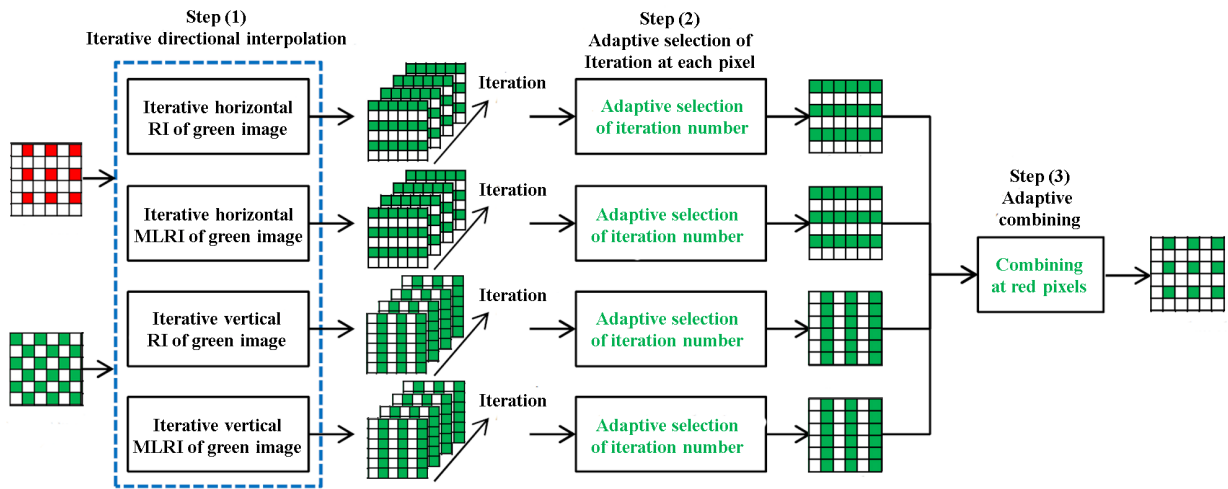 Step (1)
Iterative directional interpolation
Step (2)
Adaptive selection of
Iteration at each pixel
Iterative horizontal
RI of green image
Iteration
Adaptive selection
of iteration number
Iterative horizontal
MLRI of green image
Iteration
Adaptive selection
of iteration number
Iterative vertical
RI of green image
Iteration
Adaptive selection
of iteration number
Iterative vertical
MLRI of green image
Iteration
Adaptive selection
of iteration number
Step (3)
Adaptive
combining
Combining
at red pixels